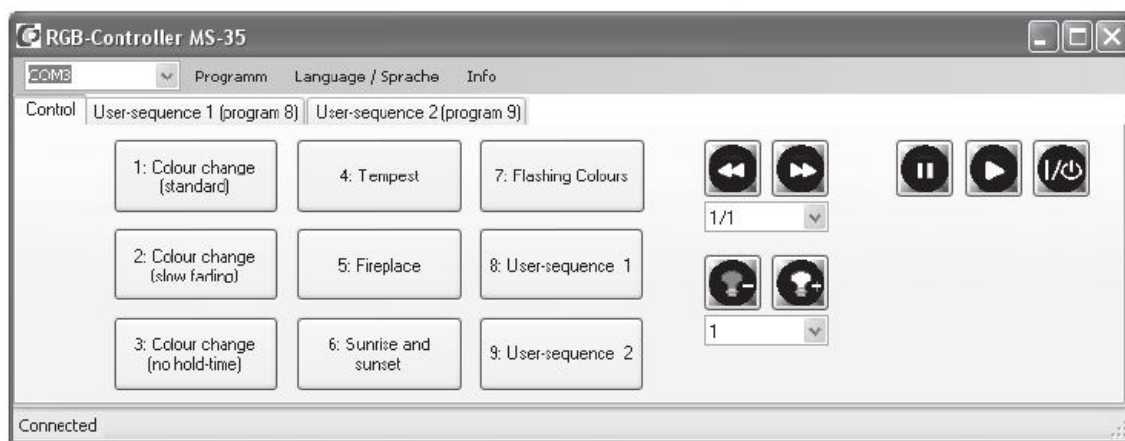 RGB-Controller MS-35
COM3 Programm Language / Sprache Info
Control User-sequence 1 (program 8) User-sequence 2 (program 9)
1: Colour change
(standard)
4: Tempest
7: Flashing Colours
1/1
2: Colour change
(slow fading)
5: Fireplace
8: User-sequence 1
1
3: Colour change
(no hold-time)
6: Sunrise and
sunset
9: User-sequence 2
Connected